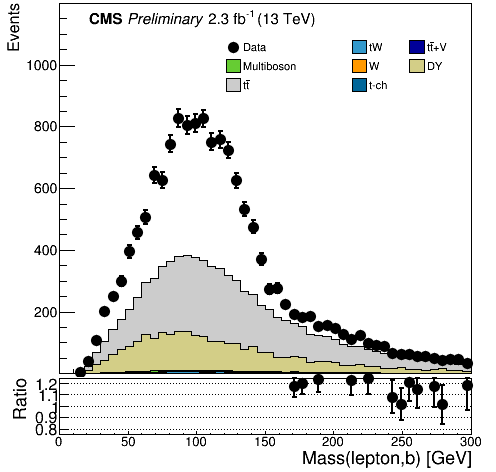 CMS Preliminary 2.3 fb⁻¹ (13 TeV)
Events
Data
Multiboson
tt̄
tW
W
t-ch
tt̄+V
DY
1000
800
600
400
200
Ratio
1.2
1.1
1
0.9
0.8
0 50 100 150 200 250 300
Mass(lepton,b) [GeV]